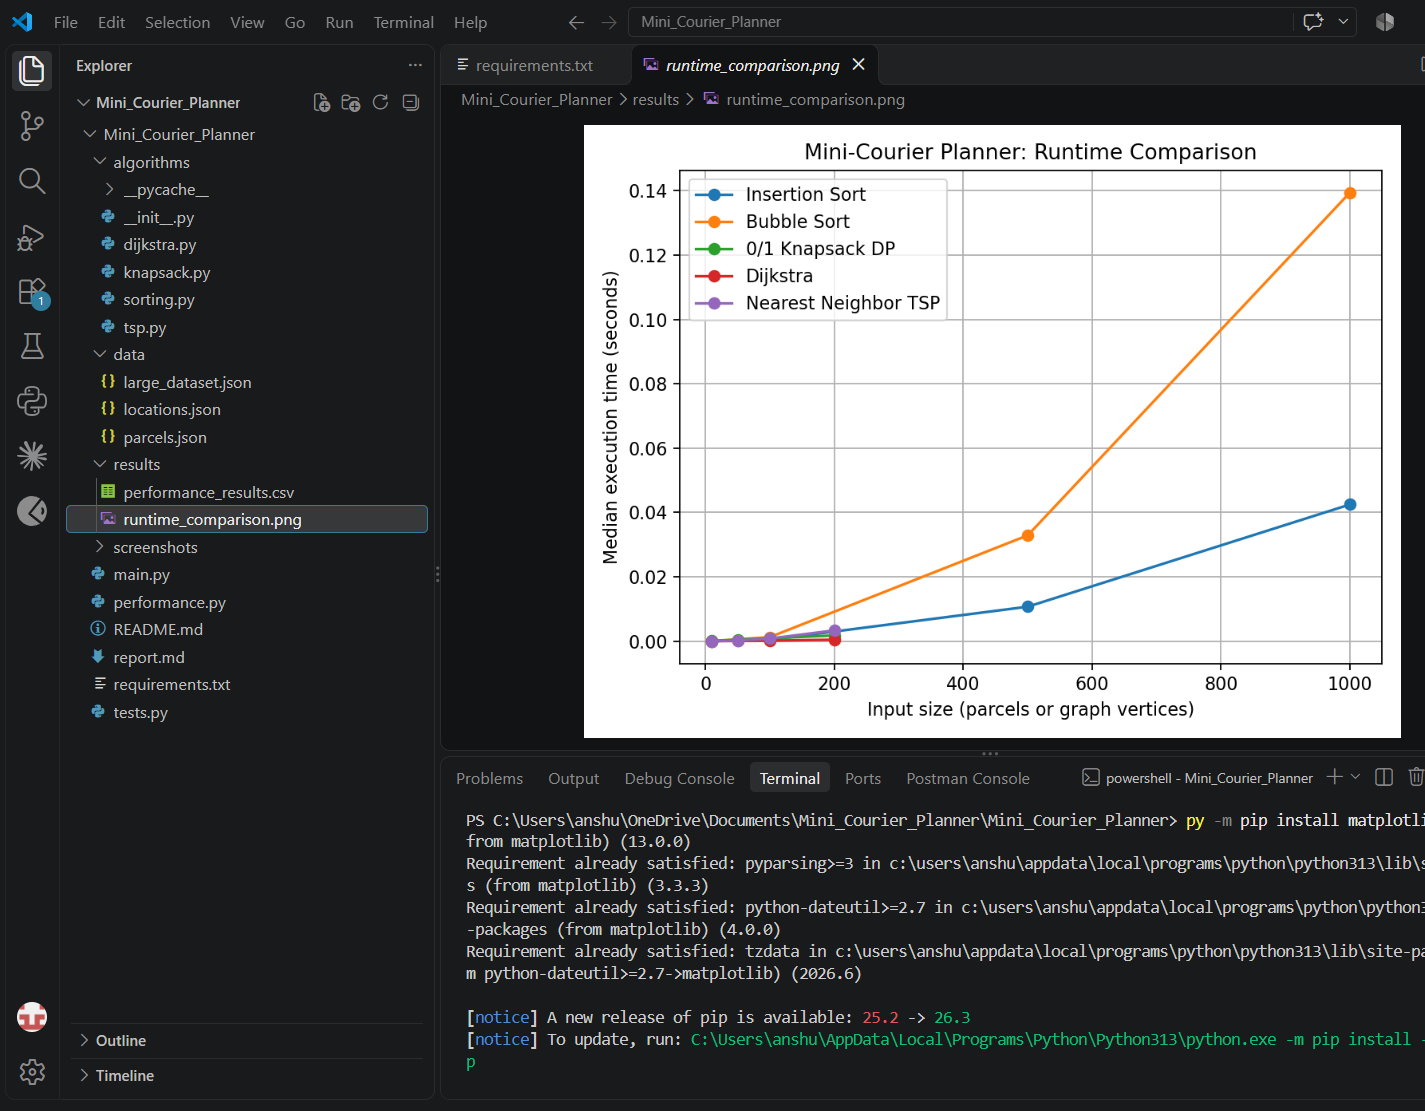 File Edit Selection View Go Run Terminal Help
Mini_Courier_Planner
Explorer
Mini_Courier_Planner
Mini_Courier_Planner
algorithms
__pycache__
__init__.py
dijkstra.py
knapsack.py
sorting.py
tsp.py
data
large_dataset.json
locations.json
parcels.json
results
performance_results.csv
runtime_comparison.png
screenshots
main.py
performance.py
README.md
report.md
requirements.txt
tests.py
Outline
Timeline
1
requirements.txt
runtime_comparison.png
Mini_Courier_Planner > results > runtime_comparison.png
Mini-Courier Planner: Runtime Comparison
Insertion Sort
Bubble Sort
0/1 Knapsack DP
Dijkstra
Nearest Neighbor TSP
Median execution time (seconds)
0.14
0.12
0.10
0.08
0.06
0.04
0.02
0.00
0 200 400 600 800 1000
Input size (parcels or graph vertices)
Problems Output Debug Console Terminal Ports Postman Console
powershell - Mini_Courier_Planner
PS C:\Users\anshu\OneDrive\Documents\Mini_Courier_Planner\Mini_Courier_Planner> py -m pip install matplotli
from matplotlib) (13.0.0)
Requirement already satisfied: pyparsing>=3 in c:\users\anshu\appdata\local\programs\python\python313\lib\s
s (from matplotlib) (3.3.3)
Requirement already satisfied: python-dateutil>=2.7 in c:\users\anshu\appdata\local\programs\python\python3
-packages (from matplotlib) (4.0.0)
Requirement already satisfied: tzdata in c:\users\anshu\appdata\local\programs\python\python313\lib\site-pa
m python-dateutil>=2.7->matplotlib) (2026.6)
[notice] A new release of pip is available: 25.2 -> 26.3
[notice] To update, run: C:\Users\anshu\AppData\Local\Programs\Python\Python313\python.exe -m pip install -
p